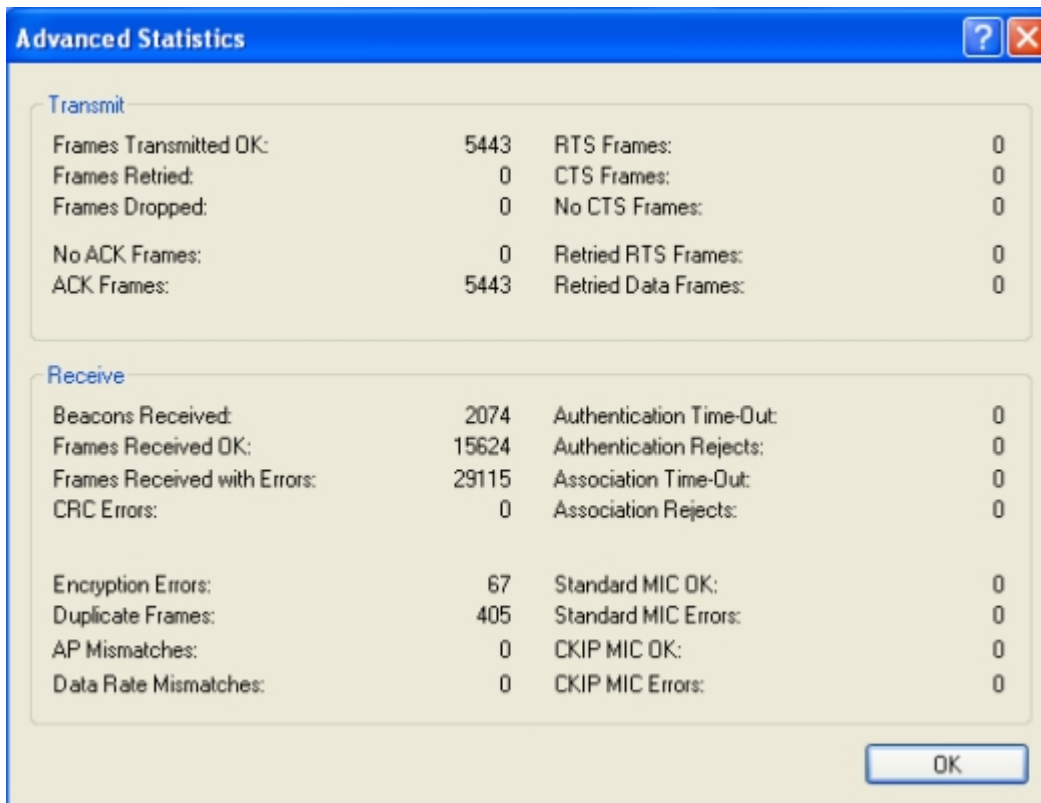 Advanced Statistics
Transmit
Frames Transmitted OK: 5443 RTS Frames: 0
Frames Retried: 0 CTS Frames: 0
Frames Dropped: 0 No CTS Frames: 0
No ACK Frames: 0 Retried RTS Frames: 0
ACK Frames: 5443 Retried Data Frames: 0
Receive
Beacons Received: 2074 Authentication Time-Out: 0
Frames Received OK: 15624 Authentication Rejects: 0
Frames Received with Errors: 29115 Association Time-Out: 0
CRC Errors: 0 Association Rejects: 0
Encryption Errors: 67 Standard MIC OK: 0
Duplicate Frames: 405 Standard MIC Errors: 0
AP Mismatches: 0 CKIP MIC OK: 0
Data Rate Mismatches: 0 CKIP MIC Errors: 0
OK